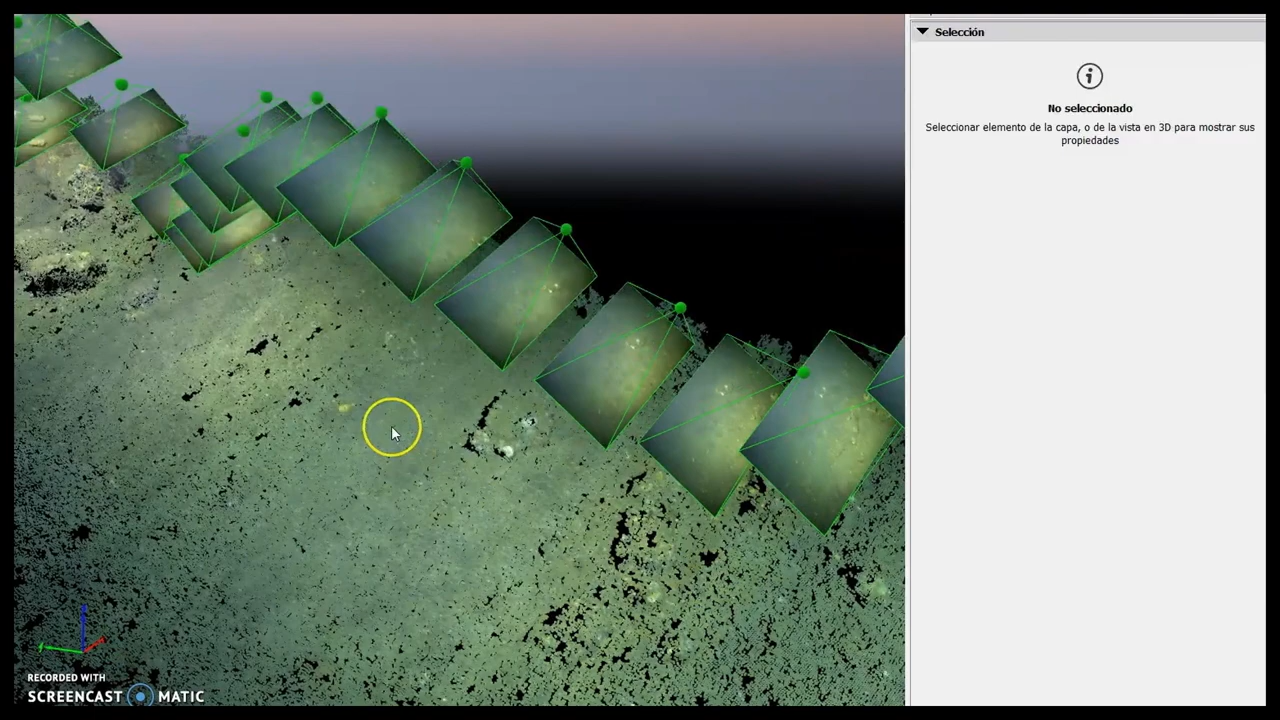 Selección
No seleccionado
Seleccionar elemento de la capa, o de la vista en 3D para mostrar sus
propiedades
RECORDED WITH
SCREENCAST MATIC